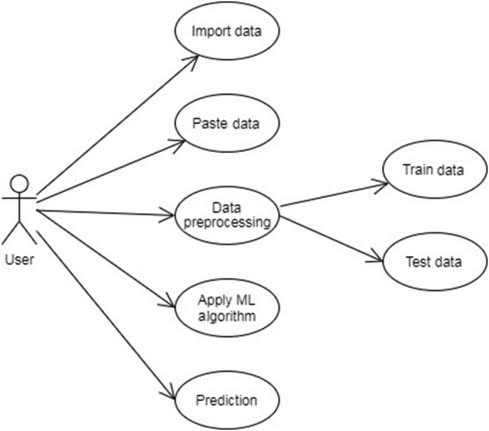 Import data
Paste data
Data
preprocessing
Train data
Test data
User
Apply ML
algorithm
Prediction